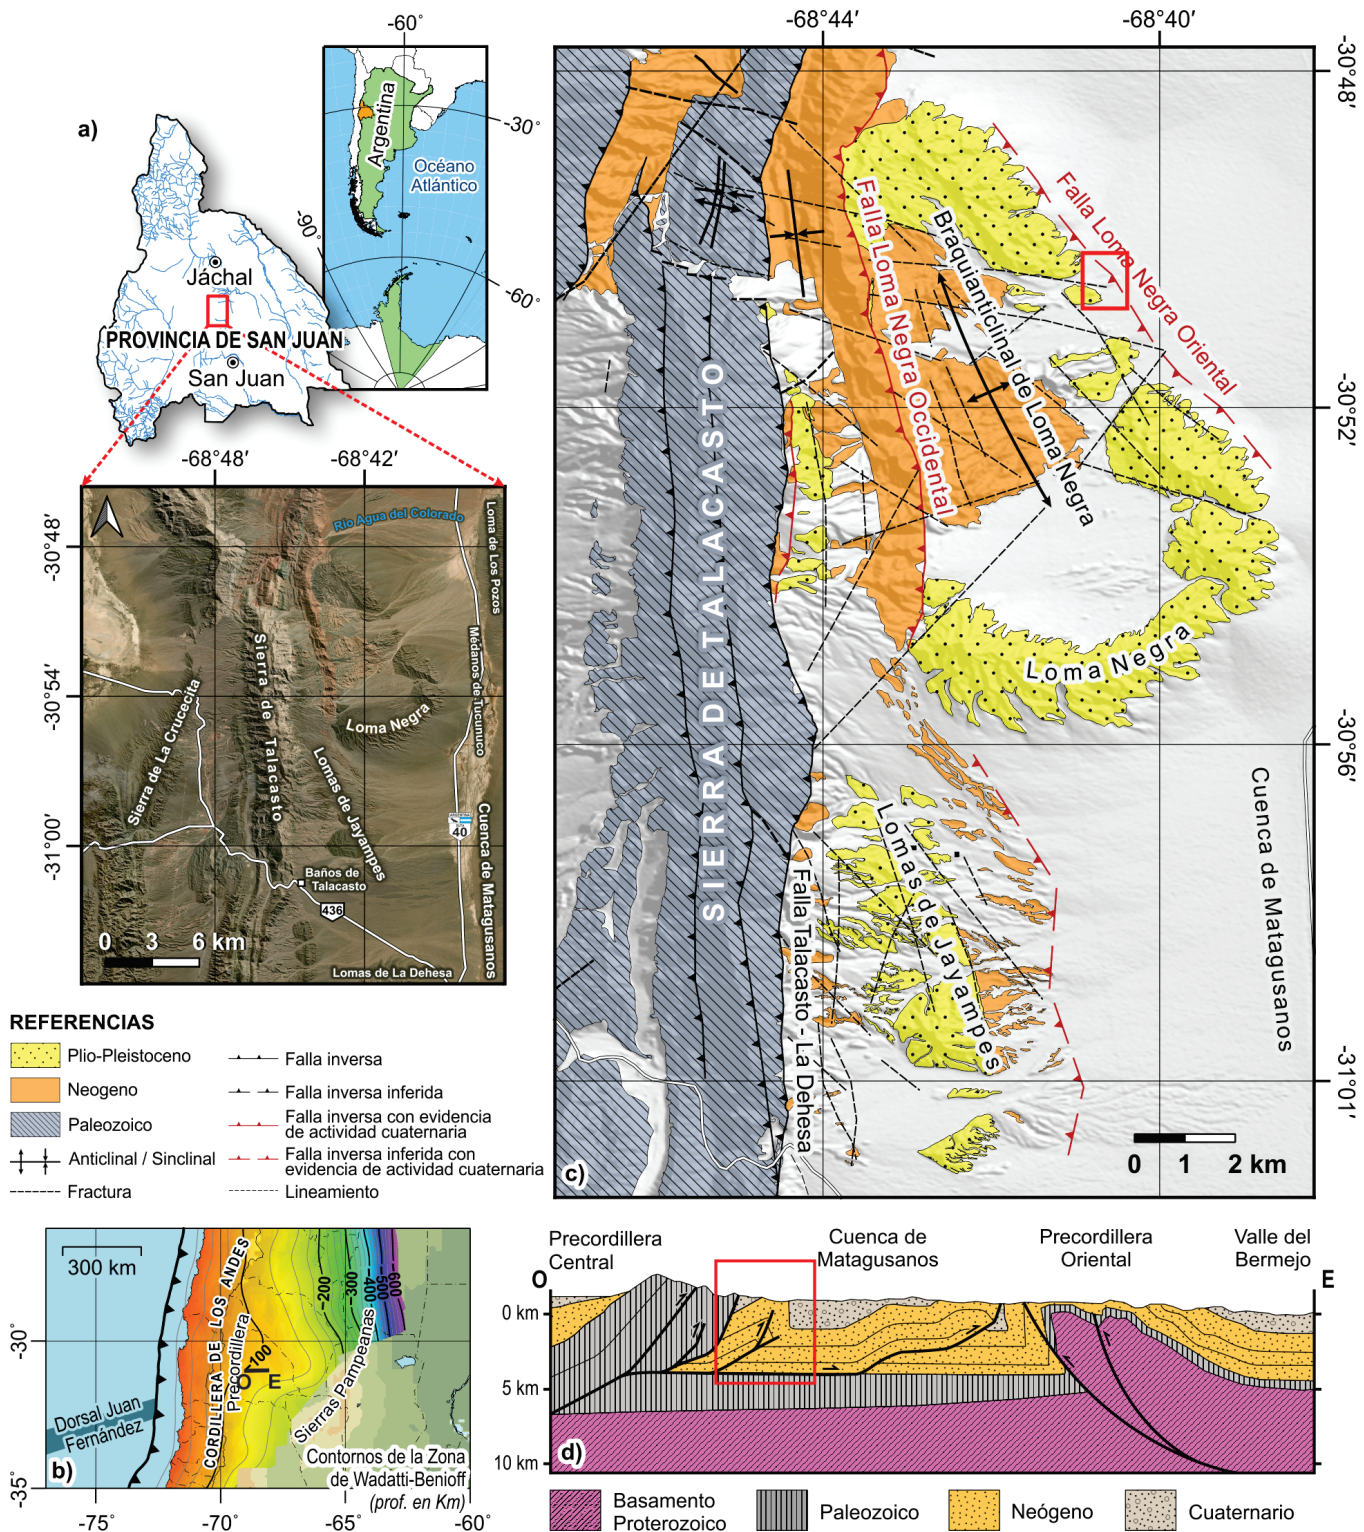 a)
-60°
-30°
-60°
-90°
Argentina
Océano
Atlántico
Jáchal
PROVINCIA DE SAN JUAN
San Juan
-68°48′
-68°42′
-30°48′
-30°54′
-31°00′
Río Agua del Colorado
Loma de Los Pozos
Médanos de Tucunuco
Cuenca de Matagusanos
Sierra de La Crucecita
Sierra de Talacasto
Loma Negra
Lomas de Jayampes
Baños de
Talacasto
40
436
Lomas de La Dehesa
0 3 6 km
REFERENCIAS
Plio-Pleistoceno
Neogeno
Paleozoico
Anticlinal / Sinclinal
Fractura
Falla inversa
Falla inversa inferida
Falla inversa con evidencia
de actividad cuaternaria
Falla inversa inferida con
evidencia de actividad cuaternaria
Lineamiento
300 km
CORDILLERA DE LOS ANDES
Precordillera
-100
-200
-300
-400
-500
-600
O E
Sierras Pampeanas
Dorsal Juan
Fernández
Contornos de la Zona
de Wadatti-Benioff
(prof. en Km)
b)
-30°
-35°
-75°
-70°
-65°
-60°
-68°44′
-68°40′
-30°48′
-30°52′
-30°56′
-31°01′
Falla Loma Negra Oriental
Falla Loma Negra Occidental
Braquianticlinal de Loma Negra
SIERRA DE TALACASTO
Loma Negra
Lomas de Jayampes
Falla Talacasto - La Dehesa
Cuenca de Matagusanos
0 1 2 km
c)
Precordillera
Central
Cuenca de
Matagusanos
Precordillera
Oriental
Valle del
Bermejo
O
E
0 km
5 km
10 km
d)
Basamento
Proterozoico
Paleozoico
Neógeno
Cuaternario